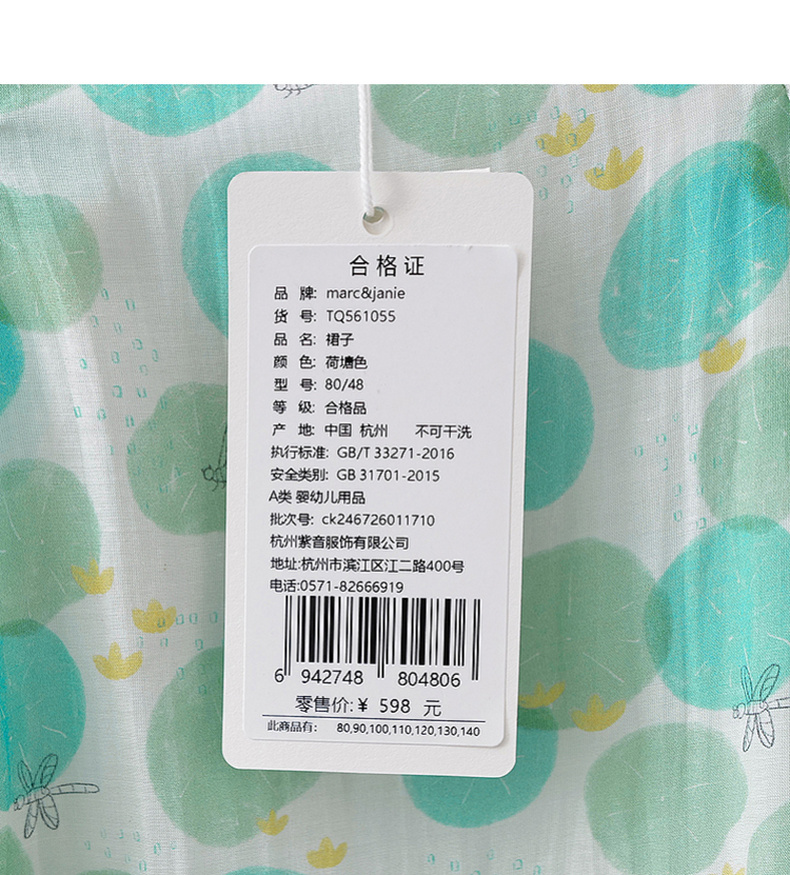 合格证
品 牌: marc&janie
货 号: TQ561055
品 名: 裙子
颜 色: 荷塘色
型 号: 80/48
等 级: 合格品
产 地: 中国 杭州 不可干洗
执行标准: GB/T 33271-2016
安全类别: GB 31701-2015
A类 婴幼儿用品
批次号: ck246726011710
杭州紫音服饰有限公司
地址:杭州市滨江区江二路400号
电话:0571-82666919
6 942748 804806
零售价:¥ 598 元
此商品有: 80,90,100,110,120,130,140